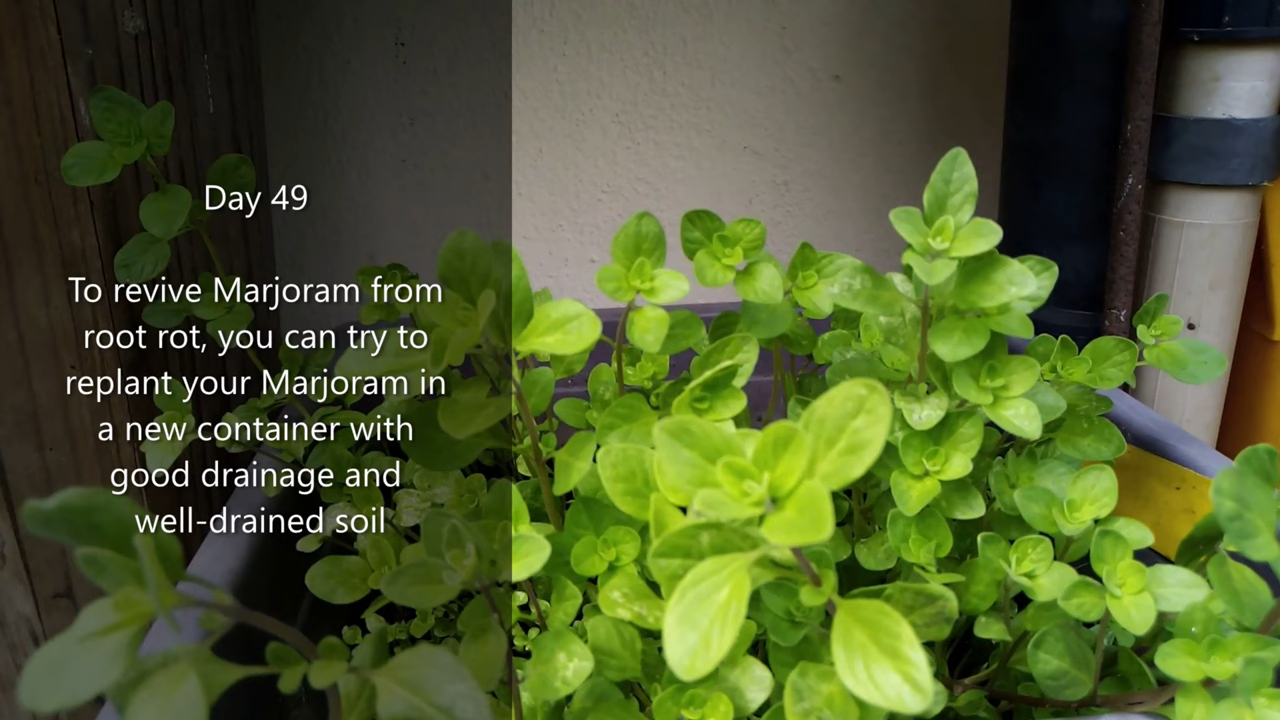 Day 49
To revive Marjoram from
root rot, you can try to
replant your Marjoram in
a new container with
good drainage and
well-drained soil